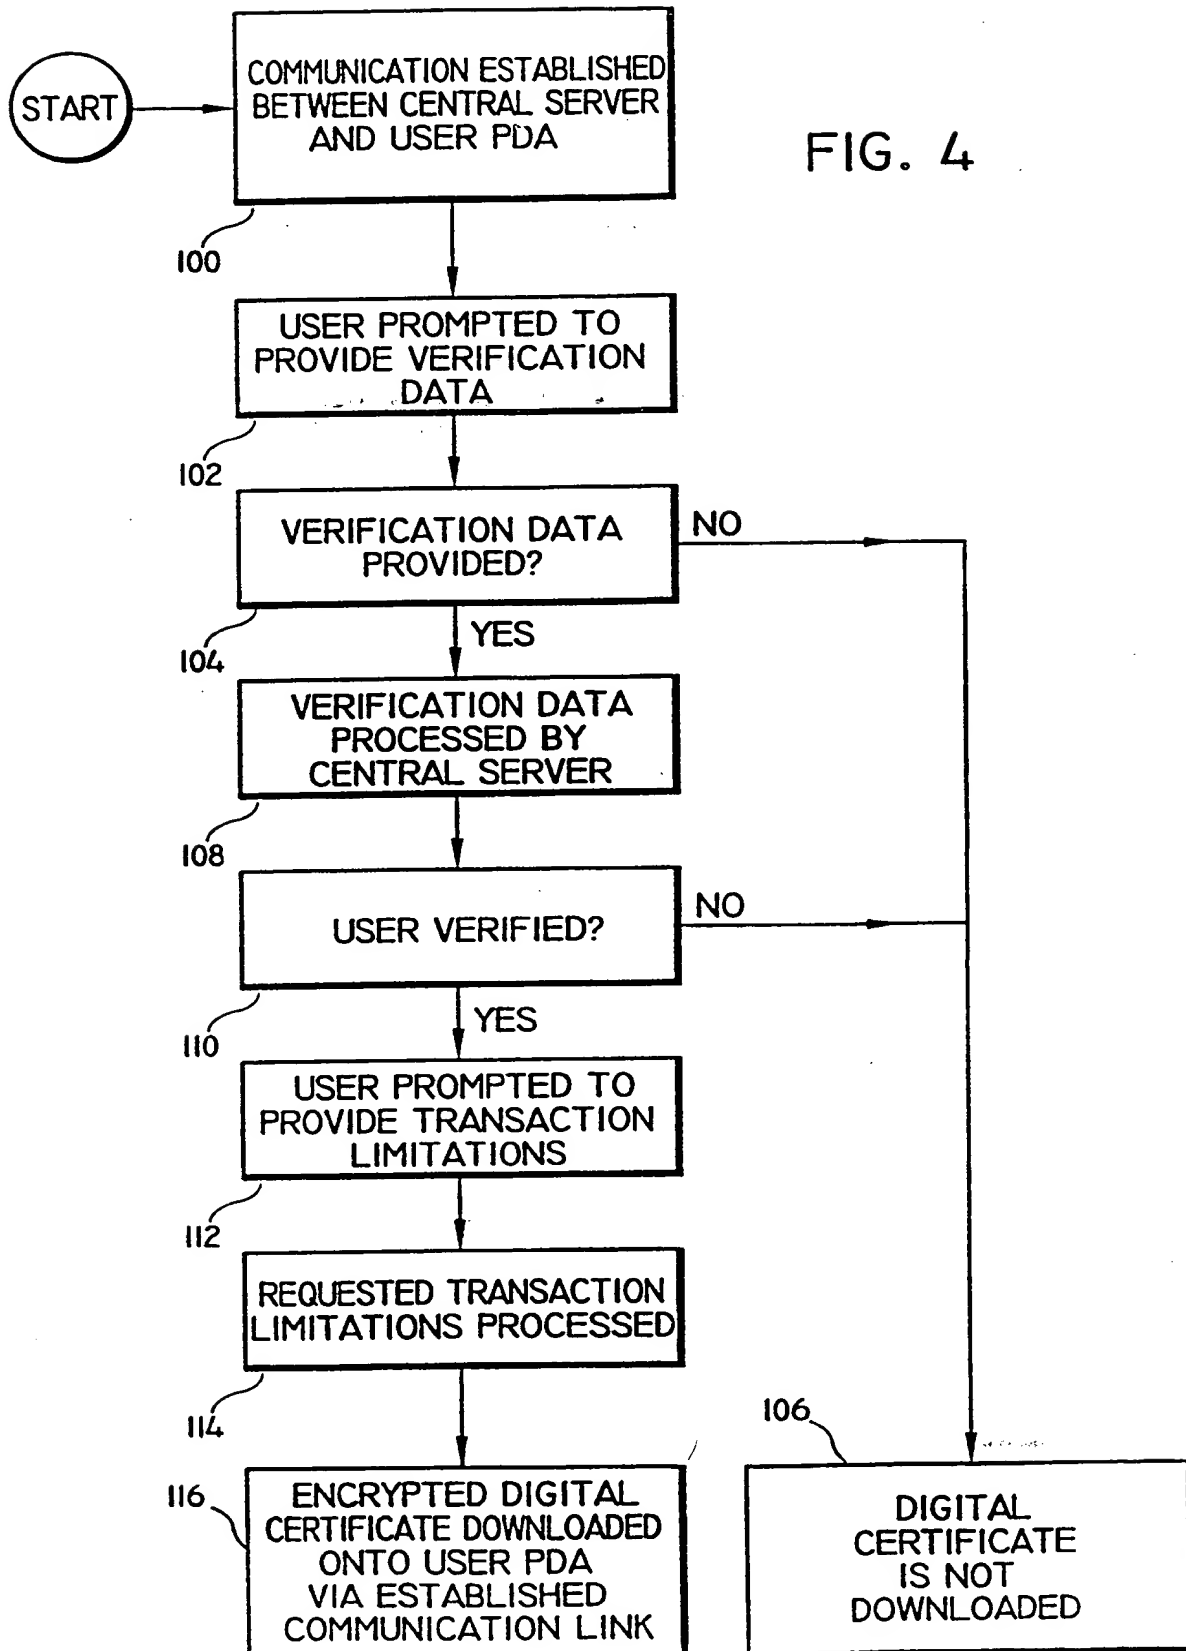 START
COMMUNICATION ESTABLISHED
BETWEEN CENTRAL SERVER
AND USER PDA
FIG. 4
100
USER PROMPTED TO
PROVIDE VERIFICATION
DATA
102
VERIFICATION DATA
PROVIDED?
NO
104
YES
VERIFICATION DATA
PROCESSED BY
CENTRAL SERVER
108
USER VERIFIED?
NO
110
YES
USER PROMPTED TO
PROVIDE TRANSACTION
LIMITATIONS
112
REQUESTED TRANSACTION
LIMITATIONS PROCESSED
114
116
ENCRYPTED DIGITAL
CERTIFICATE DOWNLOADED
ONTO USER PDA
VIA ESTABLISHED
COMMUNICATION LINK
106
DIGITAL
CERTIFICATE
IS NOT
DOWNLOADED